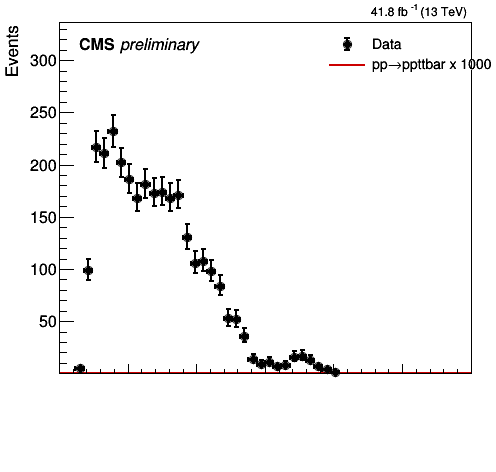 41.8 fb⁻¹ (13 TeV)
CMS preliminary
Data
pp→ppttbar x 1000
Events
300
250
200
150
100
50